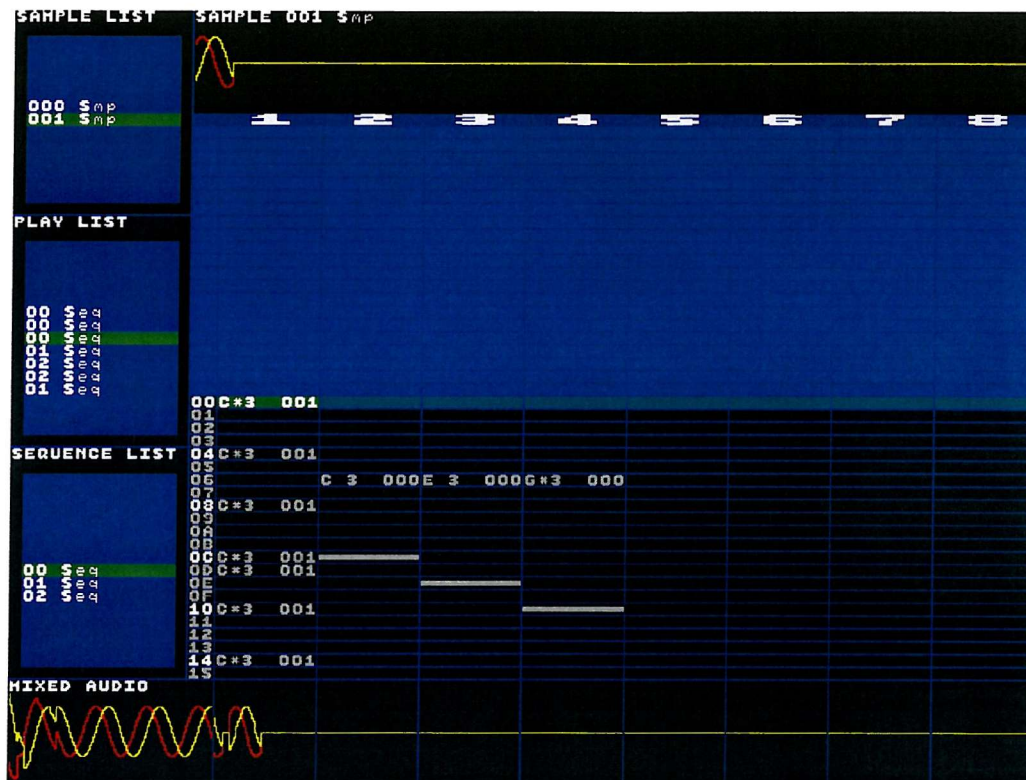 SAMPLE LIST
000 Smp
001 Smp
PLAY LIST
00 Seq
00 Seq
00 Seq
01 Seq
02 Seq
02 Seq
01 Seq
SEQUENCE LIST
00 Seq
01 Seq
02 Seq
SAMPLE 001 Smp
1 2 3 4 5 6 7 8
00 C*3 001
01
02
03
04 C*3 001
05
06 C 3 000 E 3 000 G*3 000
07
08 C*3 001
09
0A
0B
0C C*3 001
0D C*3 001
0E
0F
10 C*3 001
11
12
13
14 C*3 001
15
MIXED AUDIO